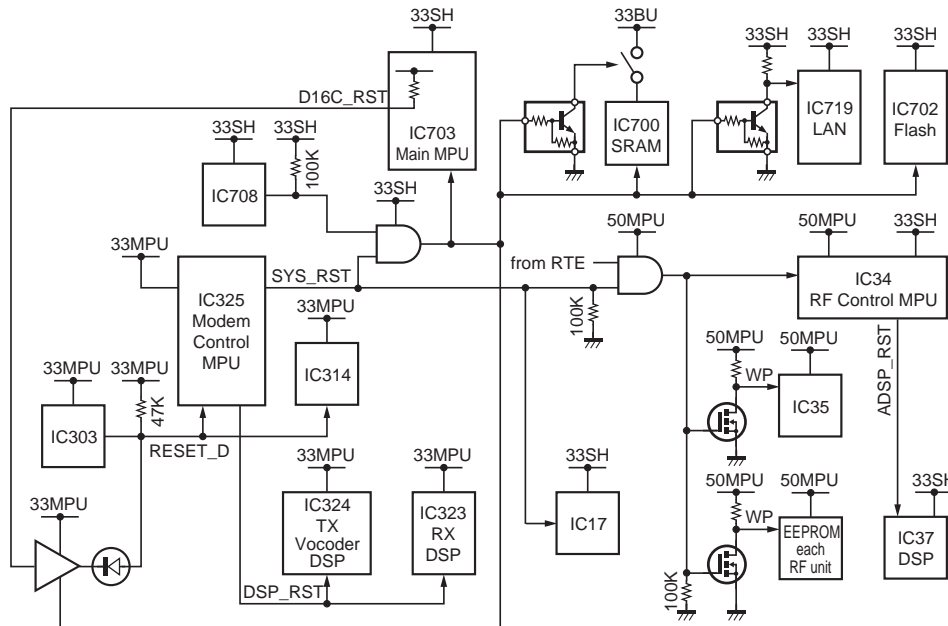 33SH
33BU
33SH
33SH
33SH
D16C_RST
IC703
Main MPU
IC700
SRAM
IC719
LAN
IC702
Flash
33SH
33SH
100K
IC708
33SH
50MPU
50MPU
33SH
33MPU
SYS_RST
from RTE
IC325
Modem
Control
MPU
IC34
RF Control MPU
100K
33MPU
IC314
33MPU
33MPU
47K
IC303
RESET_D
50MPU
50MPU
WP
IC35
ADSP_RST
33MPU
33MPU
33SH
33MPU
IC324
TX
Vocoder
DSP
IC323
RX
DSP
IC17
50MPU
50MPU
WP
EEPROM
each
RF unit
33SH
IC37
DSP
DSP_RST
100K